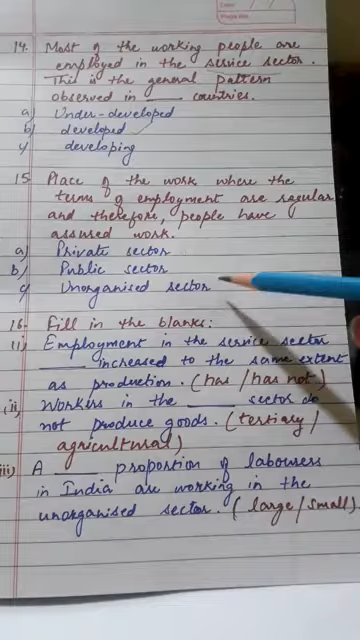 Date
Page No.
14. Most of the working people are
employed in the service sector.
This is the general pattern
observed in ____ countries.
a) Under-developed
b) developed
c) developing
15. Place of the work where the
terms of employment are regular
and therefore, people have
assured work.
a) Private sector
b) Public sector
c) Unorganised sector
16. Fill in the blanks:
(i) Employment in the service sector
____ increased to the same extent
as production. (has / has not)
(ii) Workers in the ____ sector do
not produce goods. (tertiary /
agricultural)
(iii) A ____ proportion of labourers
in India are working in the
unorganised sector. (large/small).